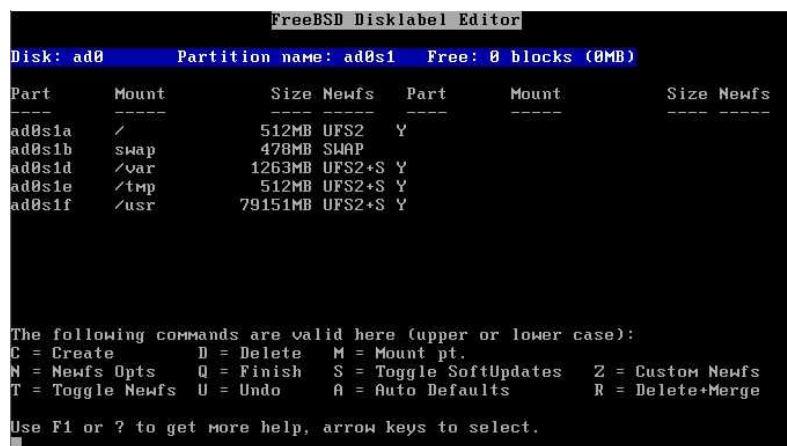 FreeBSD Disklabel Editor
Disk: ad0 Partition name: ad0s1 Free: 0 blocks (0MB)
Part Mount Size Newfs Part Mount Size Newfs
---- ----- ---- ----- ---- ----- ---- -----
ad0s1a / 512MB UFS2 Y
ad0s1b swap 478MB SWAP
ad0s1d /var 1263MB UFS2+S Y
ad0s1e /tmp 512MB UFS2+S Y
ad0s1f /usr 79151MB UFS2+S Y
The following commands are valid here (upper or lower case):
C = Create D = Delete M = Mount pt.
N = Newfs Opts Q = Finish S = Toggle SoftUpdates Z = Custom Newfs
T = Toggle Newfs U = Undo A = Auto Defaults R = Delete+Merge
Use F1 or ? to get more help, arrow keys to select.